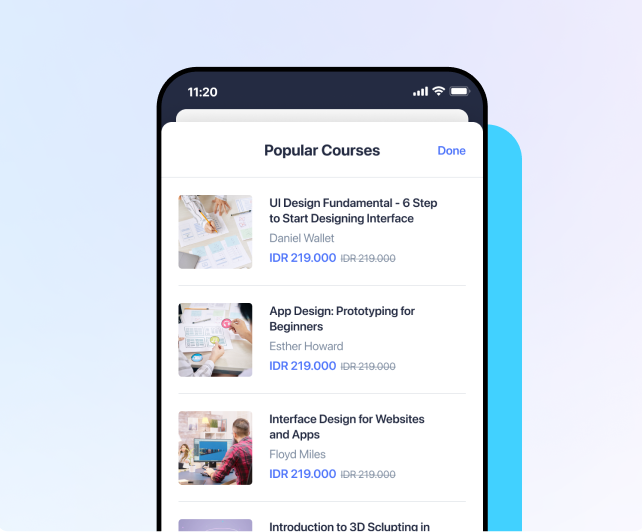 11:20
Popular Courses
Done
UI Design Fundamental - 6 Step
to Start Designing Interface
Daniel Wallet
IDR 219.000 IDR 219.000
App Design: Prototyping for
Beginners
Esther Howard
IDR 219.000 IDR 219.000
Interface Design for Websites
and Apps
Floyd Miles
IDR 219.000 IDR 219.000
Introduction to 3D Sclupting in